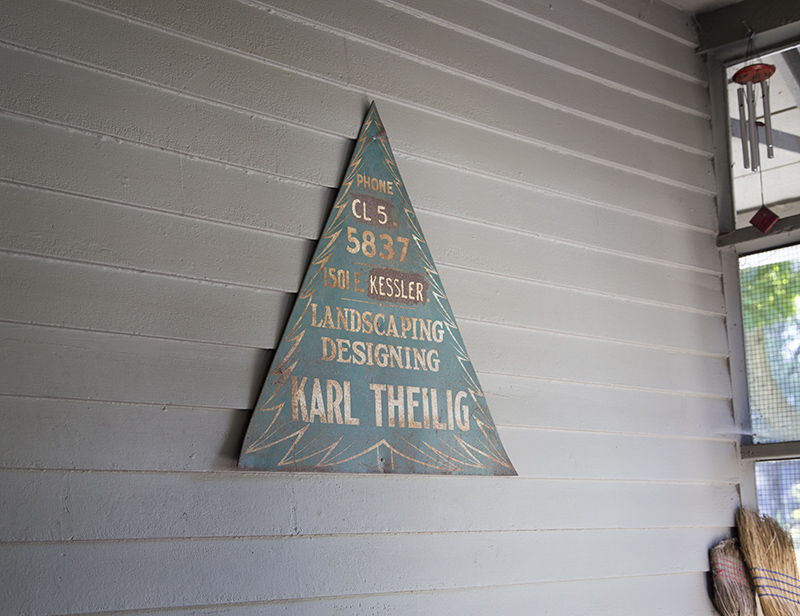 PHONE
CL 5.
5837
1501 E. KESSLER
LANDSCAPING
DESIGNING
KARL THEILIG